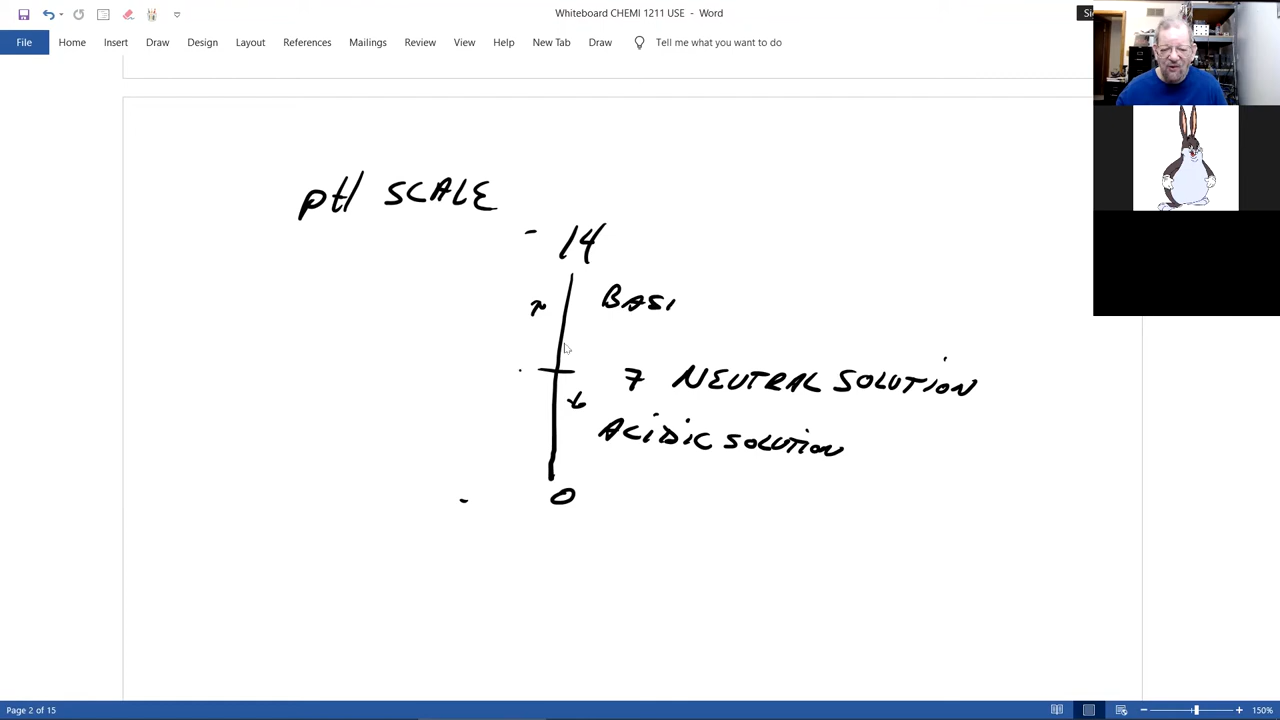 Whiteboard CHEMI 1211 USE - Word
File Home Insert Draw Design Layout References Mailings Review View Help New Tab Draw Tell me what you want to do
pH SCALE
14
BASI
7 NEUTRAL SOLUTION
ACIDIC SOLUTION
0
Page 2 of 15
150%